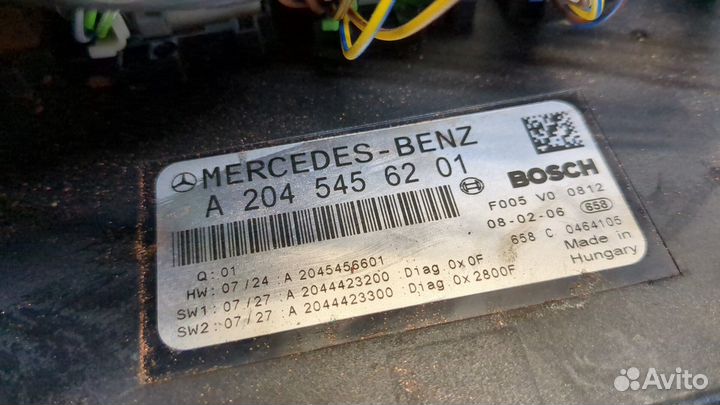 MERCEDES-BENZ
A 204 545 62 01
BOSCH
F005 V0 0812
08-02-06 658
658 C 0464105
Made in
Hungary
Q: 01
HW: 07/24: A 2045456601
SW1: 07/27: A 2044423200 Diag. 0x0F
SW2: 07/27: A 2044423300 Diag. 0x2800F
Avito